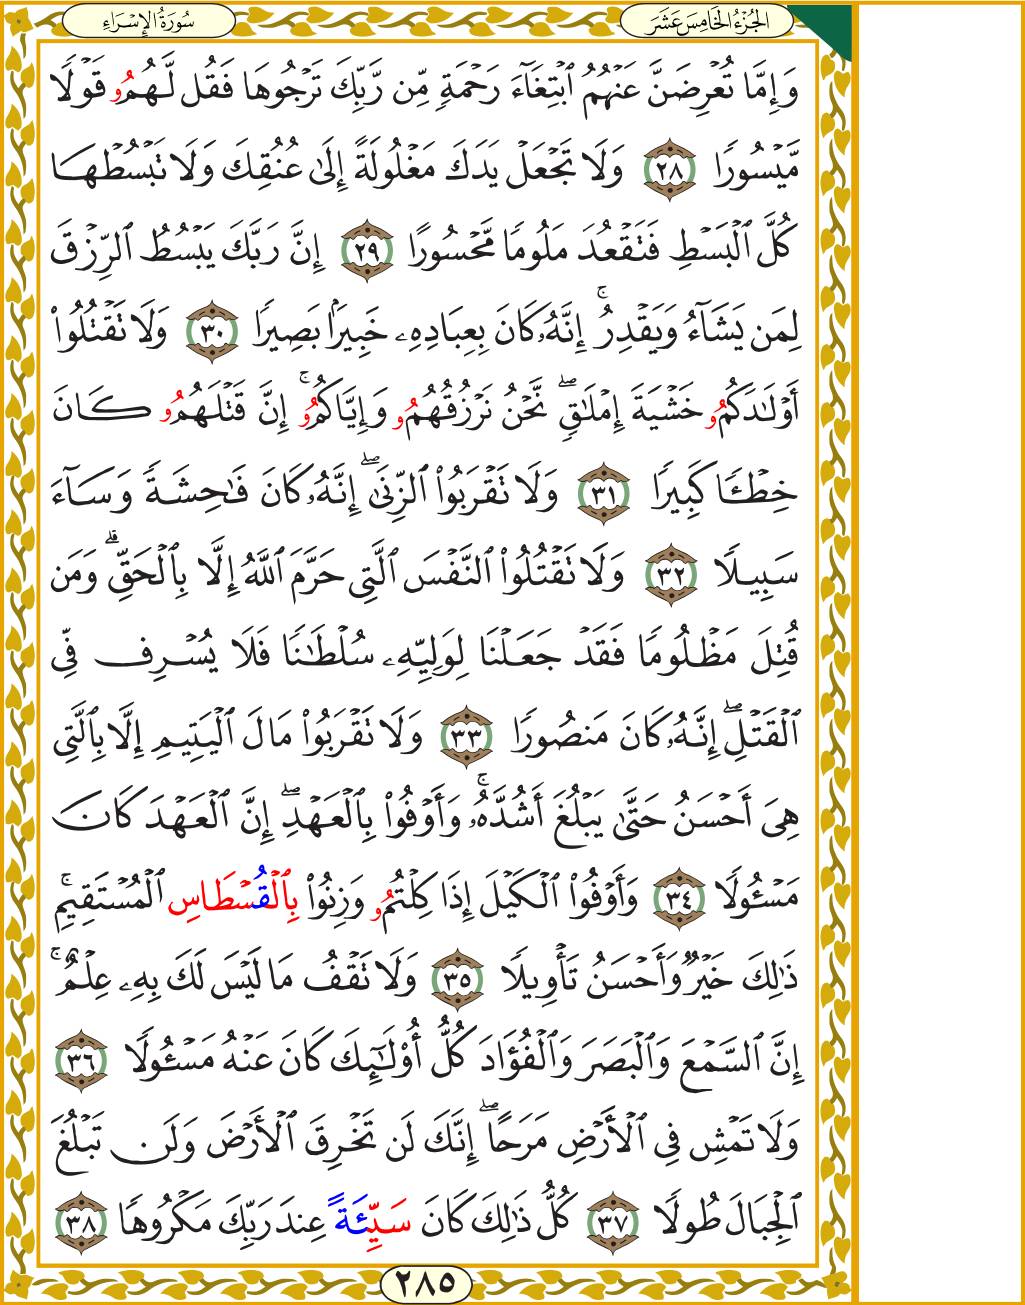 الجُزْءُ الخَامِسَ عَشَرَ
سُورَةُ الإِسْرَاءِ
وَإِمَّا تُعْرِضَنَّ عَنْهُمُ ٱبْتِغَآءَ رَحْمَةٍ مِّن رَّبِّكَ تَرْجُوهَا فَقُل لَّهُمُو قَوْلًا
مَّيْسُورًا ٢٨ وَلَا تَجْعَلْ يَدَكَ مَغْلُولَةً إِلَىٰ عُنُقِكَ وَلَا تَبْسُطْهَا
كُلَّ ٱلْبَسْطِ فَتَقْعُدَ مَلُومًا مَّحْسُورًا ٢٩ إِنَّ رَبَّكَ يَبْسُطُ ٱلرِّزْقَ
لِمَن يَشَآءُ وَيَقْدِرُۚ إِنَّهُۥ كَانَ بِعِبَادِهِۦ خَبِيرًۢا بَصِيرًا ٣٠ وَلَا تَقْتُلُوٓا۟
أَوْلَـٰدَكُمُو خَشْيَةَ إِمْلَـٰقٍۖ نَّحْنُ نَرْزُقُهُمُو وَإِيَّاكُمُوۚ إِنَّ قَتْلَهُمُو كَانَ
خِطْـًٔا كَبِيرًا ٣١ وَلَا تَقْرَبُوا۟ ٱلزِّنَىٰٓۖ إِنَّهُۥ كَانَ فَـٰحِشَةً وَسَآءَ
سَبِيلًا ٣٢ وَلَا تَقْتُلُوا۟ ٱلنَّفْسَ ٱلَّتِى حَرَّمَ ٱللَّهُ إِلَّا بِٱلْحَقِّۗ وَمَن
قُتِلَ مَظْلُومًا فَقَدْ جَعَلْنَا لِوَلِيِّهِۦ سُلْطَـٰنًا فَلَا يُسْرِف فِّى
ٱلْقَتْلِۖ إِنَّهُۥ كَانَ مَنصُورًا ٣٣ وَلَا تَقْرَبُوا۟ مَالَ ٱلْيَتِيمِ إِلَّا بِٱلَّتِى
هِىَ أَحْسَنُ حَتَّىٰ يَبْلُغَ أَشُدَّهُۥۚ وَأَوْفُوا۟ بِٱلْعَهْدِۖ إِنَّ ٱلْعَهْدَ كَانَ
مَسْـُٔولًا ٣٤ وَأَوْفُوا۟ ٱلْكَيْلَ إِذَا كِلْتُمُو وَزِنُوا۟ بِٱلْقُسْطَاسِ ٱلْمُسْتَقِيمِۚ
ذَٰلِكَ خَيْرٌ وَأَحْسَنُ تَأْوِيلًا ٣٥ وَلَا تَقْفُ مَا لَيْسَ لَكَ بِهِۦ عِلْمٌۚ
إِنَّ ٱلسَّمْعَ وَٱلْبَصَرَ وَٱلْفُؤَادَ كُلُّ أُو۟لَـٰٓئِكَ كَانَ عَنْهُ مَسْـُٔولًا ٣٦
وَلَا تَمْشِ فِى ٱلْأَرْضِ مَرَحًاۖ إِنَّكَ لَن تَخْرِقَ ٱلْأَرْضَ وَلَن تَبْلُغَ
ٱلْجِبَالَ طُولًا ٣٧ كُلُّ ذَٰلِكَ كَانَ سَيِّئَةً عِندَ رَبِّكَ مَكْرُوهًا ٣٨
٢٨٥